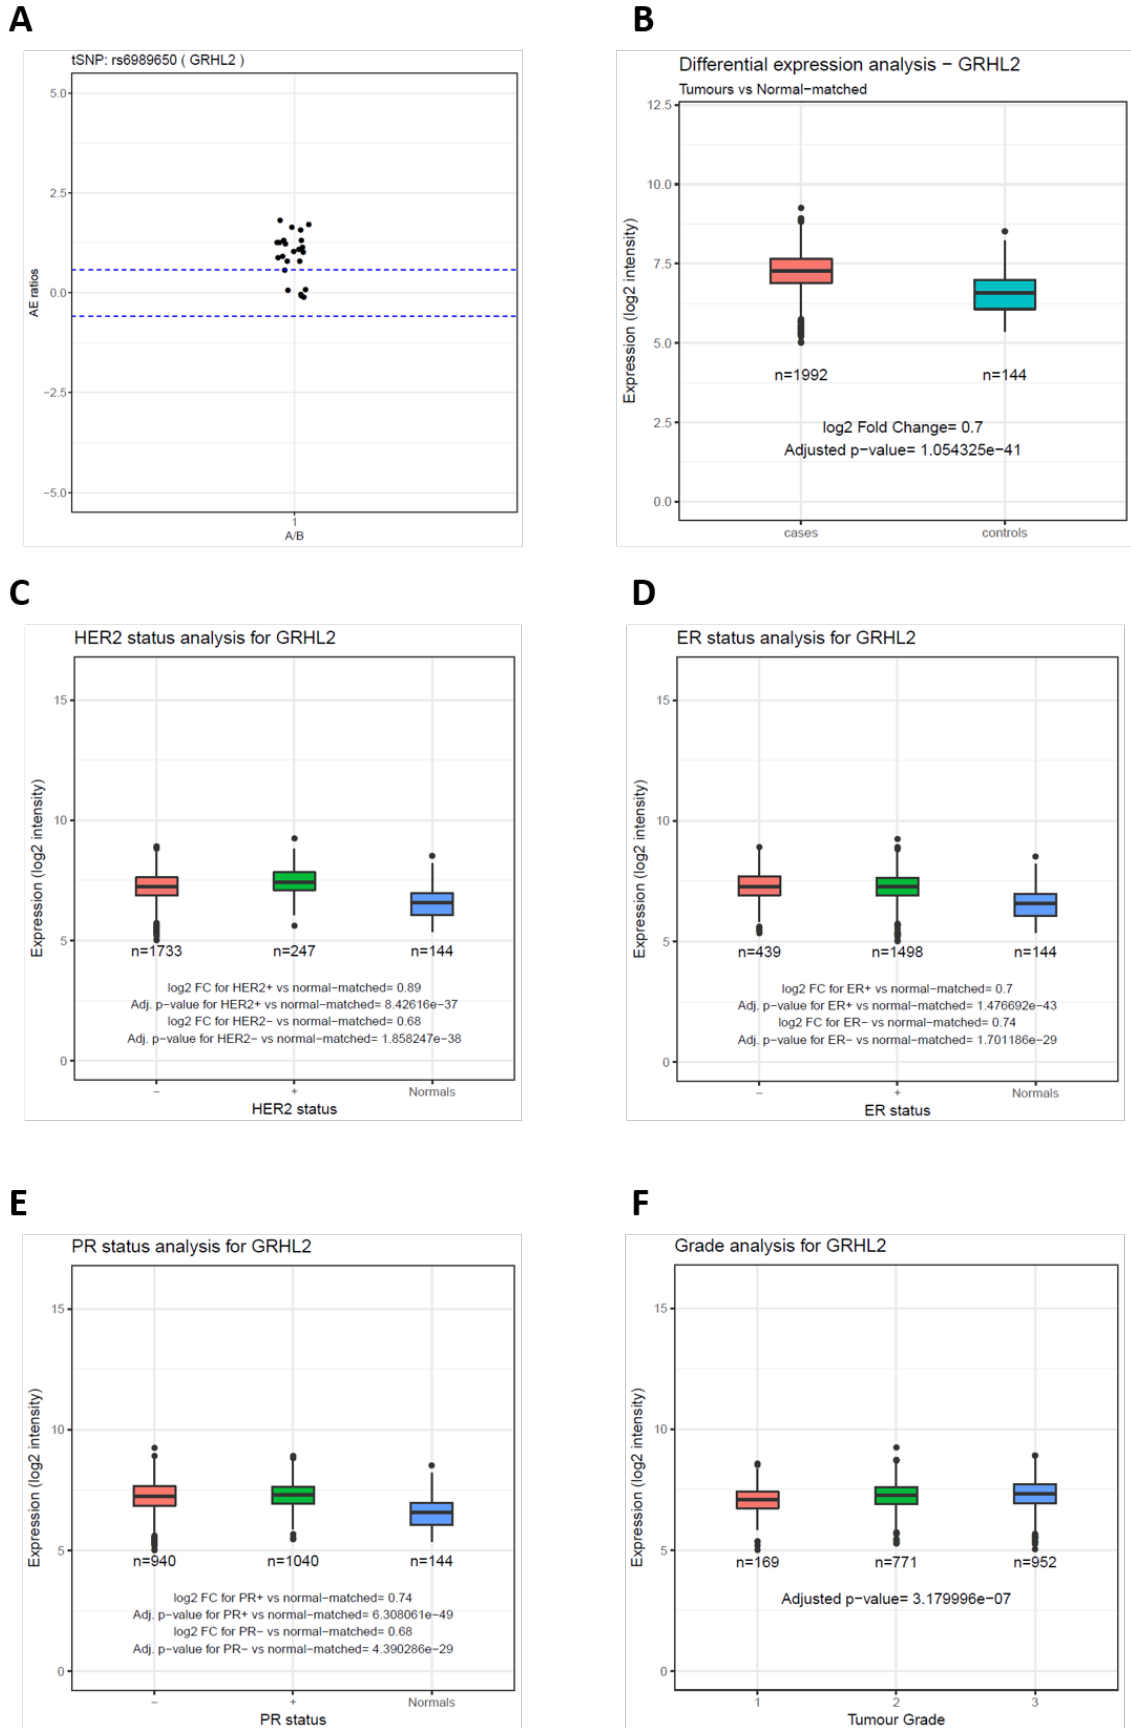 A
tSNP: rs6989650 ( GRHL2 )
5.0
2.5
0.0
−2.5
−5.0
AE ratios
1
A/B
B
Differential expression analysis − GRHL2
Tumours vs Normal−matched
12.5
10.0
7.5
5.0
2.5
0.0
Expression (log2 intensity)
n=1992
n=144
log2 Fold Change= 0.7
Adjusted p−value= 1.054325e−41
cases
controls
C
HER2 status analysis for GRHL2
15
10
5
0
Expression (log2 intensity)
n=1733
n=247
n=144
log2 FC for HER2+ vs normal−matched= 0.89
Adj. p−value for HER2+ vs normal−matched= 8.42616e−37
log2 FC for HER2− vs normal−matched= 0.68
Adj. p−value for HER2− vs normal−matched= 1.858247e−38
−
+
Normals
HER2 status
D
ER status analysis for GRHL2
15
10
5
0
Expression (log2 intensity)
n=439
n=1498
n=144
log2 FC for ER+ vs normal−matched= 0.7
Adj. p−value for ER+ vs normal−matched= 1.476692e−43
log2 FC for ER− vs normal−matched= 0.74
Adj. p−value for ER− vs normal−matched= 1.701186e−29
−
+
Normals
ER status
E
PR status analysis for GRHL2
15
10
5
0
Expression (log2 intensity)
n=940
n=1040
n=144
log2 FC for PR+ vs normal−matched= 0.74
Adj. p−value for PR+ vs normal−matched= 6.308061e−49
log2 FC for PR− vs normal−matched= 0.68
Adj. p−value for PR− vs normal−matched= 4.390286e−29
−
+
Normals
PR status
F
Grade analysis for GRHL2
15
10
5
0
Expression (log2 intensity)
n=169
n=771
n=952
Adjusted p−value= 3.179996e−07
1
2
3
Tumour Grade